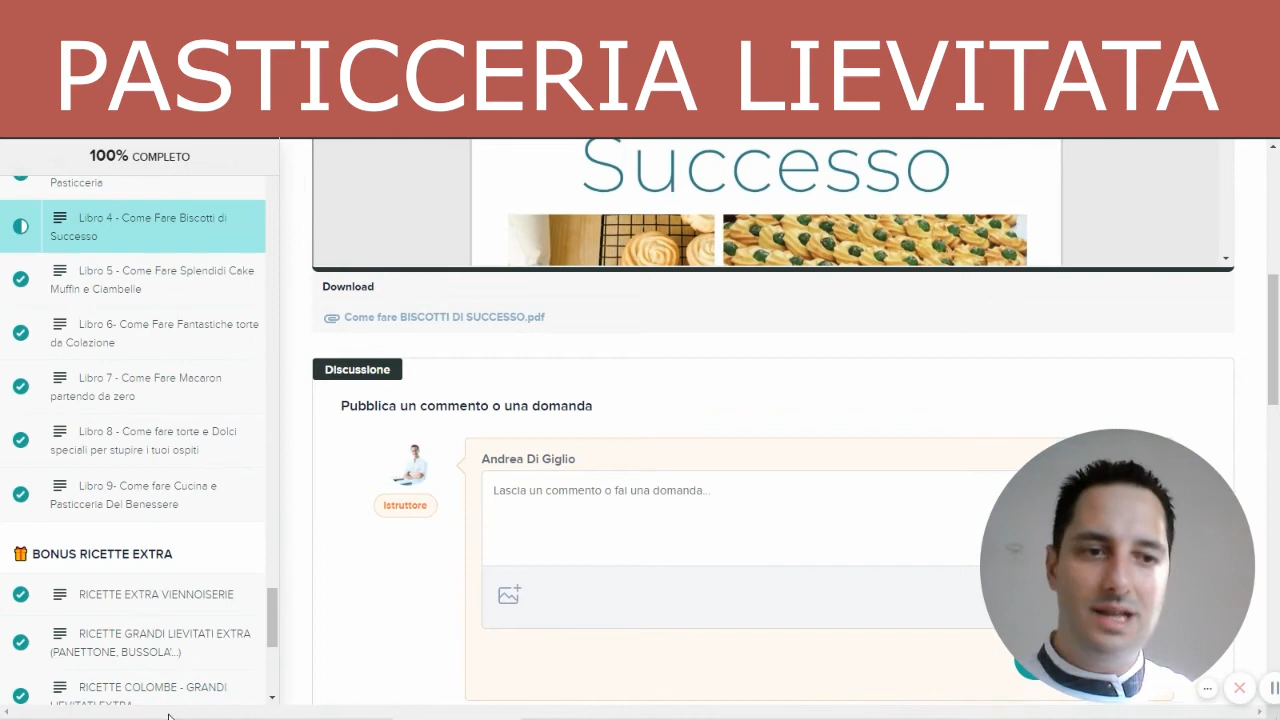 PASTICCERIA LIEVITATA
100% COMPLETO
Pasticceria
Libro 4 - Come Fare Biscotti di
Successo
Libro 5 - Come Fare Splendidi Cake
Muffin e Ciambelle
Libro 6- Come Fare Fantastiche torte
da Colazione
Libro 7 - Come Fare Macaron
partendo da zero
Libro 8 - Come fare torte e Dolci
speciali per stupire i tuoi ospiti
Libro 9- Come fare Cucina e
Pasticceria Del Benessere
BONUS RICETTE EXTRA
RICETTE EXTRA VIENNOISERIE
RICETTE GRANDI LIEVITATI EXTRA
(PANETTONE, BUSSOLA'...)
RICETTE COLOMBE - GRANDI
LIEVITATI EXTRA
Successo
Download
Come fare BISCOTTI DI SUCCESSO.pdf
Discussione
Pubblica un commento o una domanda
Andrea Di Giglio
Istruttore
Lascia un commento o fai una domanda...